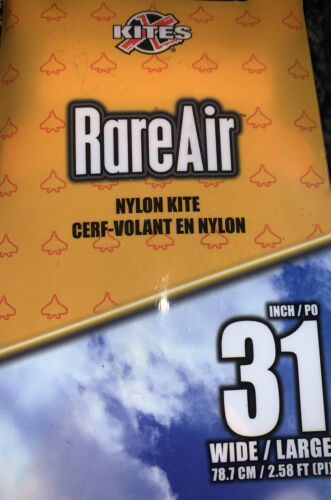 KITES
RareAir™
NYLON KITE
CERF-VOLANT EN NYLON
INCH / PO
31
WIDE / LARGE
78.7 CM / 2.58 FT (PI)